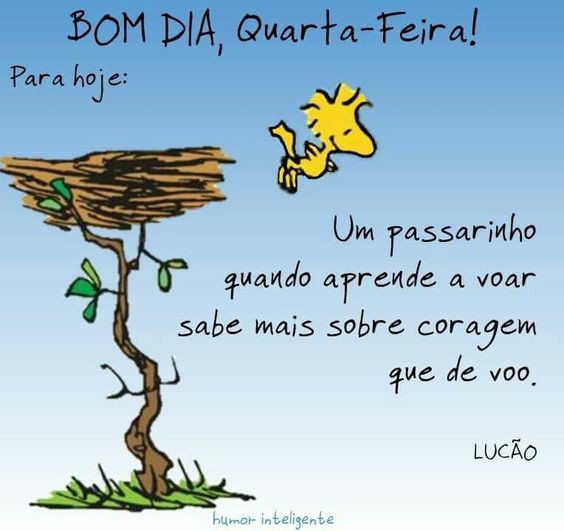 BOM DIA, Quarta-Feira!
Para hoje:
Um passarinho
quando aprende a voar
sabe mais sobre coragem
que de voo.
LUCÃO
humor inteligente